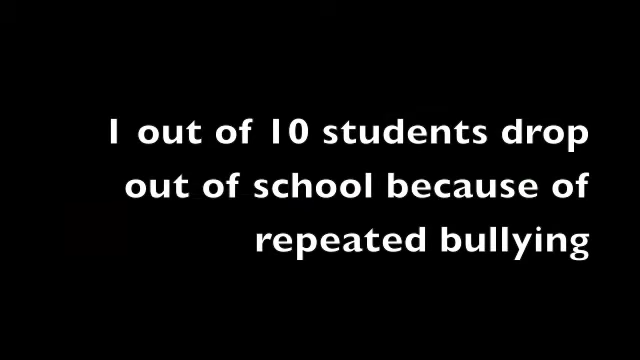 1 out of 10 students drop
out of school because of
repeated bullying